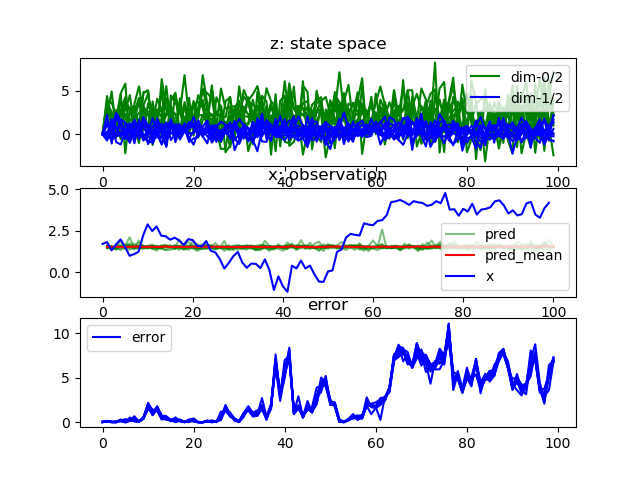 z: state space
5
0
dim-0/2
dim-1/2
0 20 40 60 80 100
x: observation
5.0
2.5
0.0
pred
pred_mean
x
0 20 40 60 80 100
error
10
5
0
error
0 20 40 60 80 100